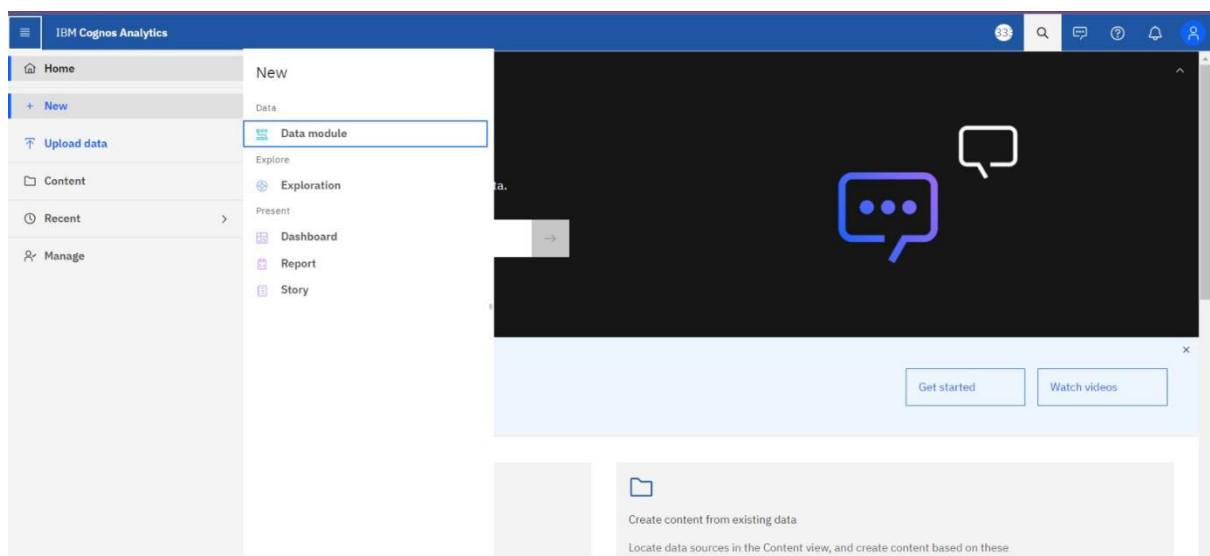 IBM Cognos Analytics
Home
New
Upload data
Content
Recent
Manage
New
Data
Data module
Explore
Exploration
Present
Dashboard
Report
Story
ta.
Get started
Watch videos
Create content from existing data
Locate data sources in the Content view, and create content based on these